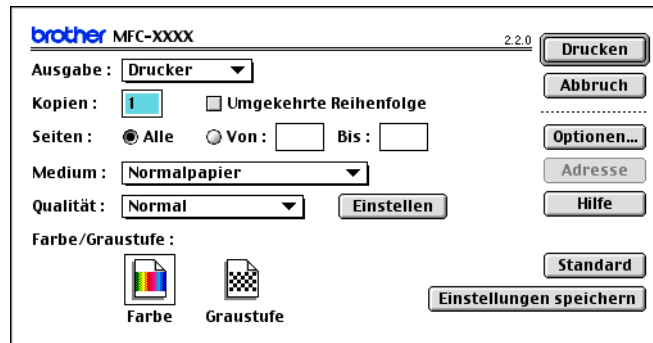 brother MFC-XXXX 2.2.0 Drucken
Ausgabe : Drucker
Abbruch
Kopien : 1 Umgekehrte Reihenfolge
Seiten : Alle Von : Bis : Optionen...
Medium : Normalpapier Adresse
Qualität : Normal Einstellen Hilfe
Farbe/Graustufe :
Standard
Einstellungen speichern
Farbe Graustufe